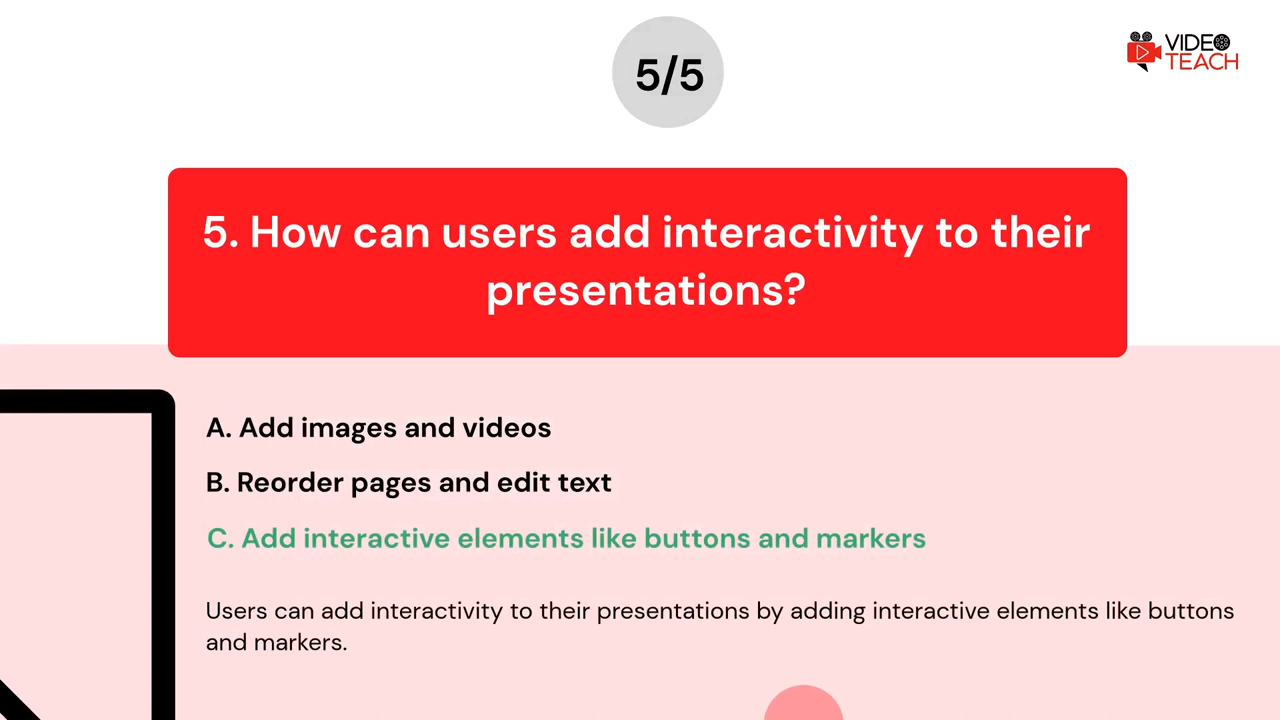 5/5
VIDEO
TEACH
5. How can users add interactivity to their
presentations?
A. Add images and videos
B. Reorder pages and edit text
C. Add interactive elements like buttons and markers
Users can add interactivity to their presentations by adding interactive elements like buttons
and markers.